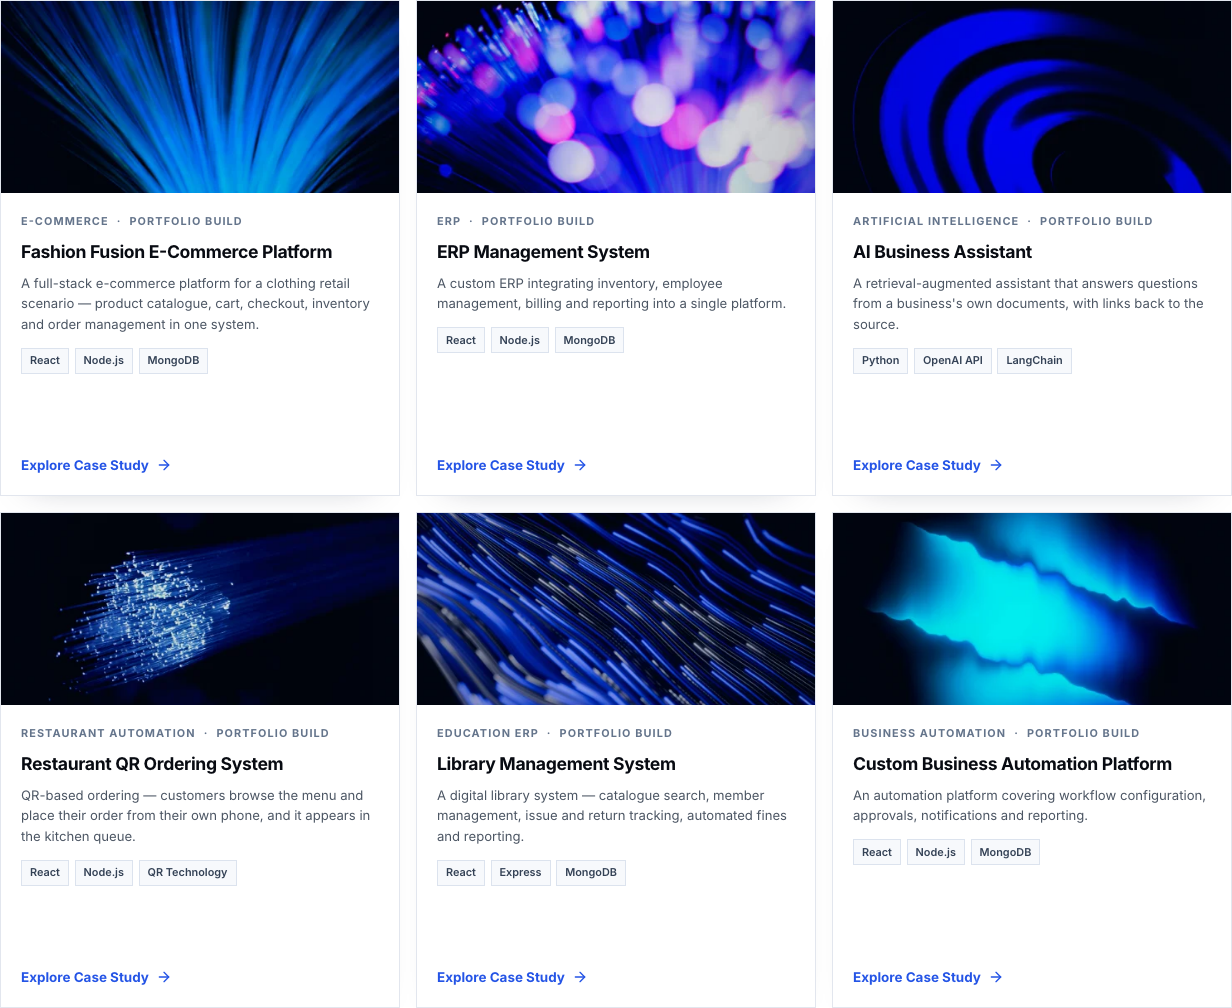 E-COMMERCE · PORTFOLIO BUILD
Fashion Fusion E-Commerce Platform
A full-stack e-commerce platform for a clothing retail
scenario — product catalogue, cart, checkout, inventory
and order management in one system.
React Node.js MongoDB
Explore Case Study →
ERP · PORTFOLIO BUILD
ERP Management System
A custom ERP integrating inventory, employee
management, billing and reporting into a single platform.
React Node.js MongoDB
Explore Case Study →
ARTIFICIAL INTELLIGENCE · PORTFOLIO BUILD
AI Business Assistant
A retrieval-augmented assistant that answers questions
from a business's own documents, with links back to the
source.
Python OpenAI API LangChain
Explore Case Study →
RESTAURANT AUTOMATION · PORTFOLIO BUILD
Restaurant QR Ordering System
QR-based ordering — customers browse the menu and
place their order from their own phone, and it appears in
the kitchen queue.
React Node.js QR Technology
Explore Case Study →
EDUCATION ERP · PORTFOLIO BUILD
Library Management System
A digital library system — catalogue search, member
management, issue and return tracking, automated fines
and reporting.
React Express MongoDB
Explore Case Study →
BUSINESS AUTOMATION · PORTFOLIO BUILD
Custom Business Automation Platform
An automation platform covering workflow configuration,
approvals, notifications and reporting.
React Node.js MongoDB
Explore Case Study →